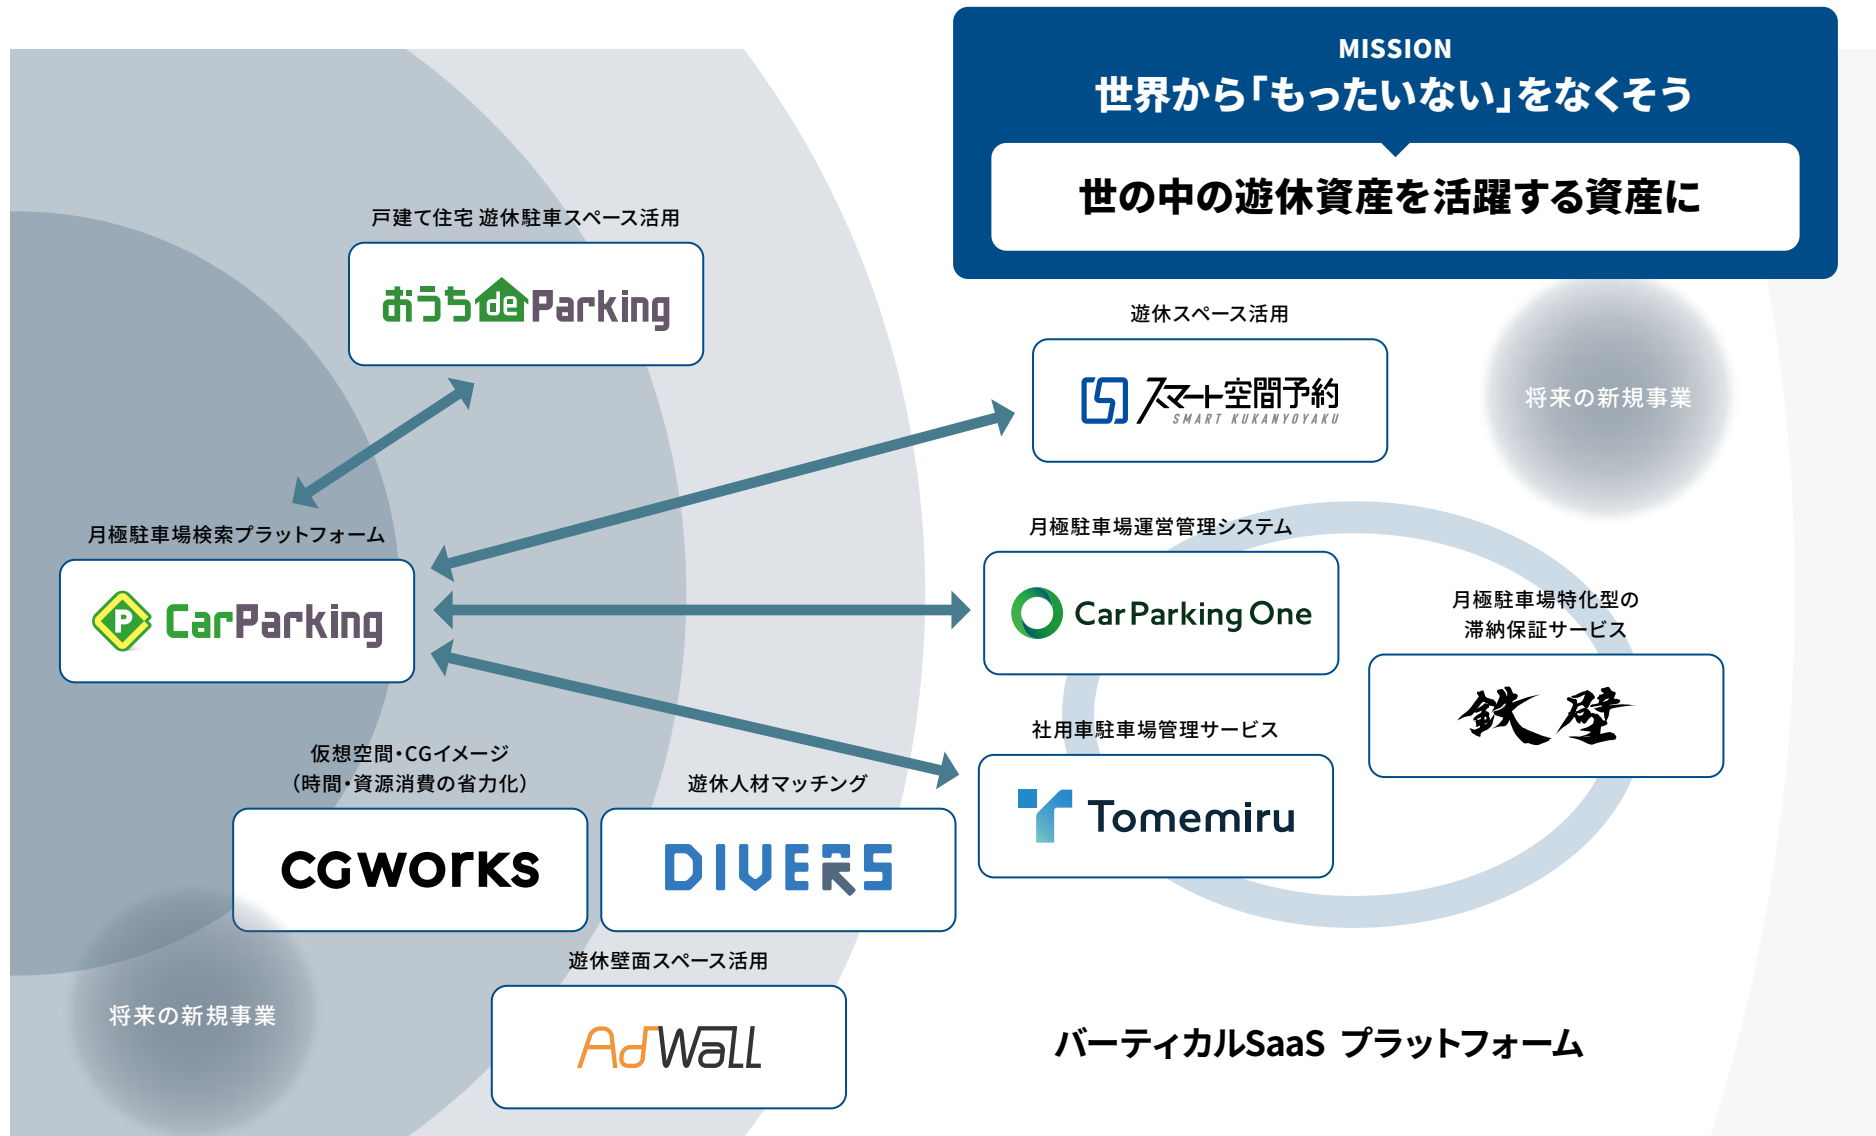 MISSION
世界から「もったいない」をなくそう
世の中の遊休資産を活躍する資産に
戸建て住宅 遊休駐車スペース活用
おうちdeParking
遊休スペース活用
スマート空間予約
SMART KUKANYOYAKU
将来の新規事業
月極駐車場検索プラットフォーム
P CarParking
月極駐車場運営管理システム
CarParking One
月極駐車場特化型の
滞納保証サービス
鉄壁
社用車駐車場管理サービス
Tomemiru
仮想空間・CGイメージ
（時間・資源消費の省力化）
CGWORKS
遊休人材マッチング
DIVERS
遊休壁面スペース活用
AdWall
将来の新規事業
バーティカルSaaS プラットフォーム